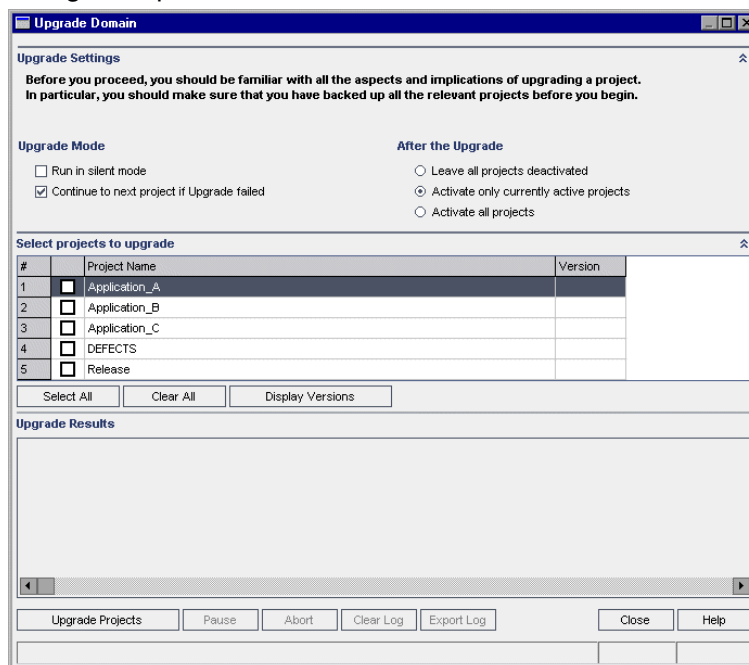 Upgrade Domain
Upgrade Settings
Before you proceed, you should be familiar with all the aspects and implications of upgrading a project.
In particular, you should make sure that you have backed up all the relevant projects before you begin.
Upgrade Mode
After the Upgrade
Run in silent mode
Leave all projects deactivated
Continue to next project if Upgrade failed
Activate only currently active projects
Activate all projects
Select projects to upgrade
# Project Name Version
1 Application_A
2 Application_B
3 Application_C
4 DEFECTS
5 Release
Select All Clear All Display Versions
Upgrade Results
Upgrade Projects Pause Abort Clear Log Export Log Close Help